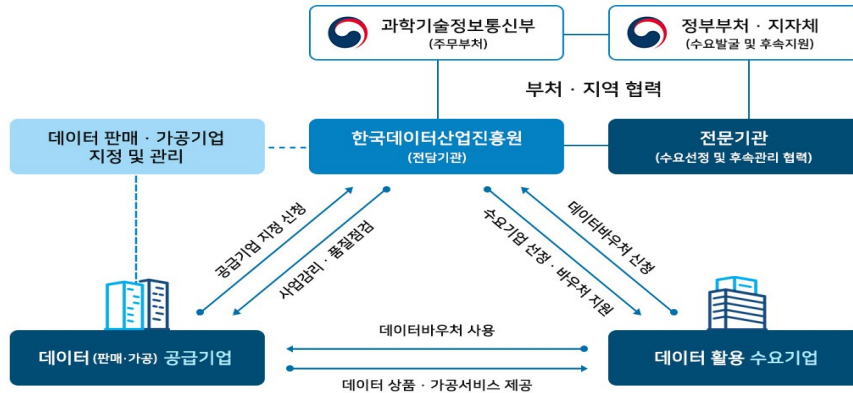 과학기술정보통신부
(주무부처)
정부부처 · 지자체
(수요발굴 및 후속지원)
부처 · 지역 협력
데이터 판매 · 가공기업
지정 및 관리
한국데이터산업진흥원
(전담기관)
전문기관
(수요선정 및 후속관리 협력)
공급기업 지정 신청
사업감리 · 품질점검
수요기업 선정 · 바우처 지원
데이터바우처 신청
데이터 (판매·가공) 공급기업
데이터바우처 사용
데이터 상품 · 가공서비스 제공
데이터 활용 수요기업